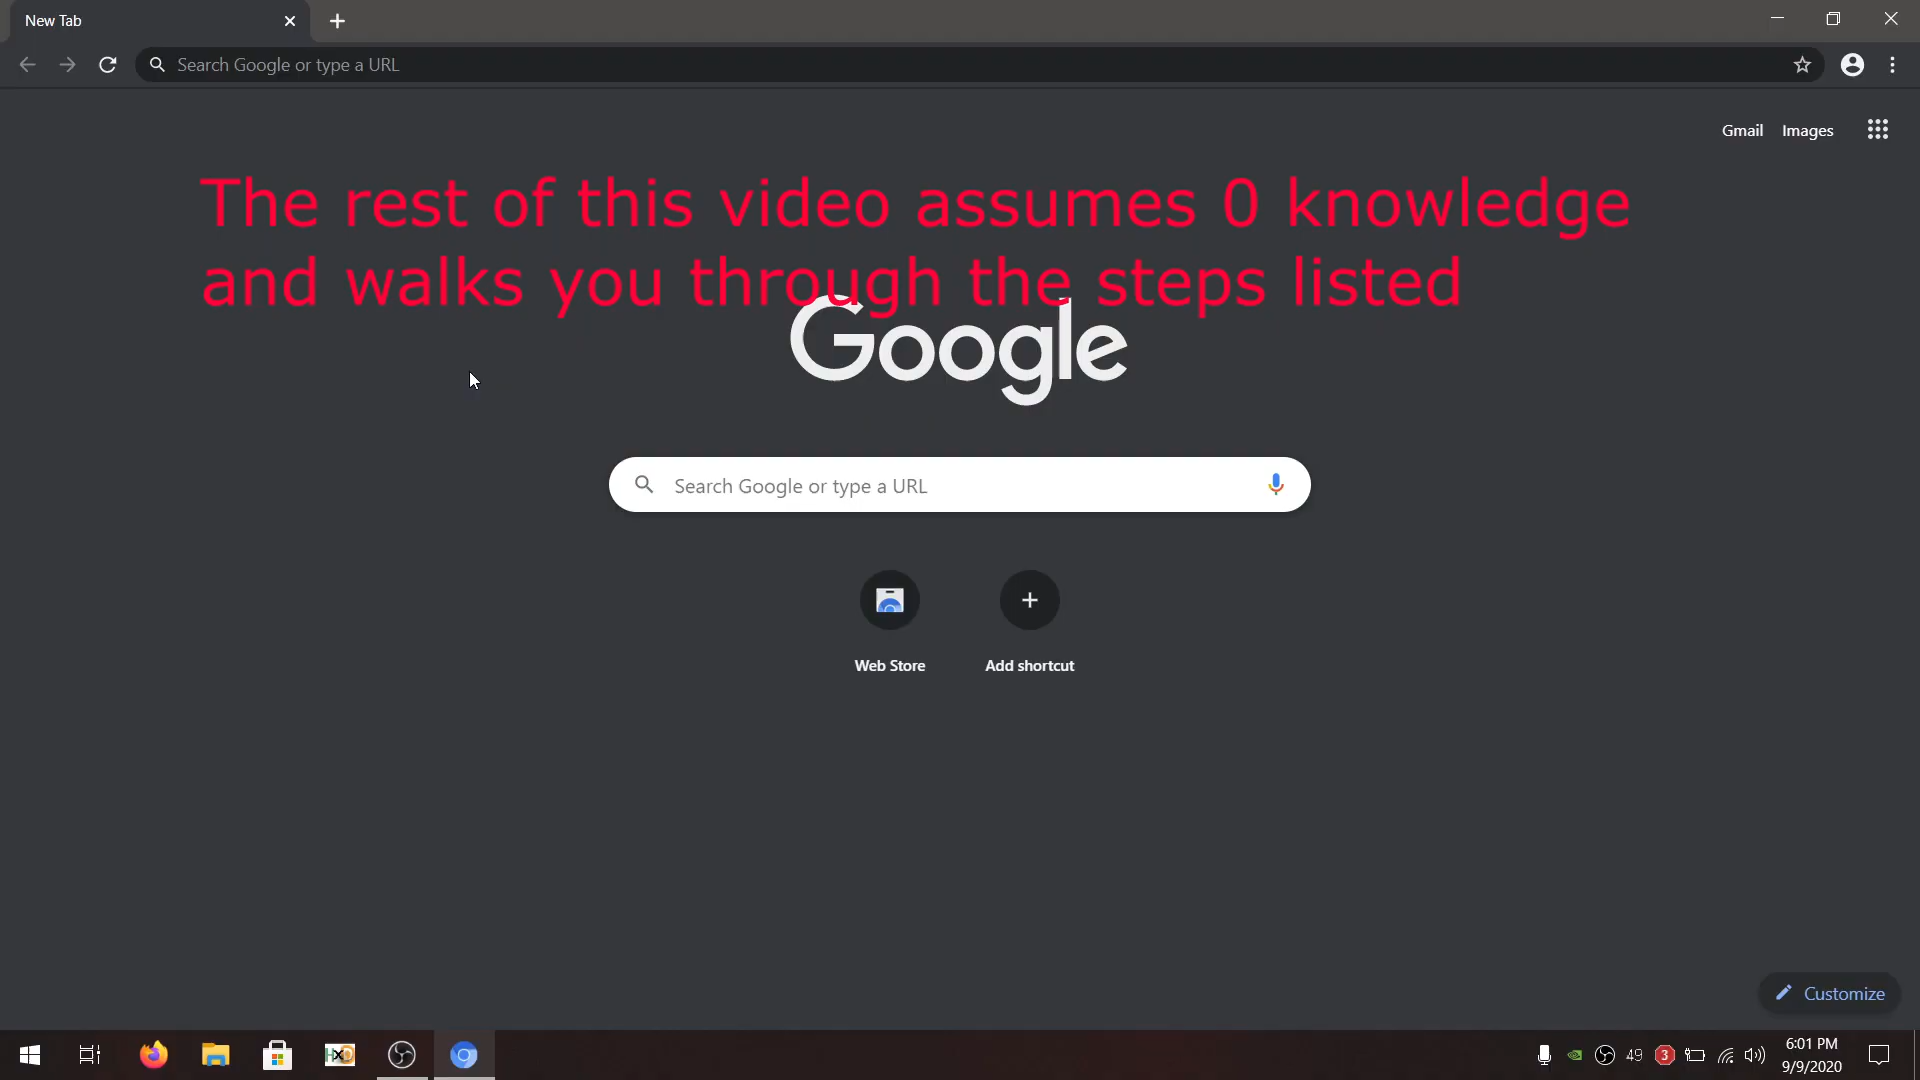 New Tab
Search Google or type a URL
Gmail Images
The rest of this video assumes 0 knowledge
and walks you through the steps listed
Google
Search Google or type a URL
Web Store Add shortcut
Customize
HxD
49 3 6:01 PM
9/9/2020